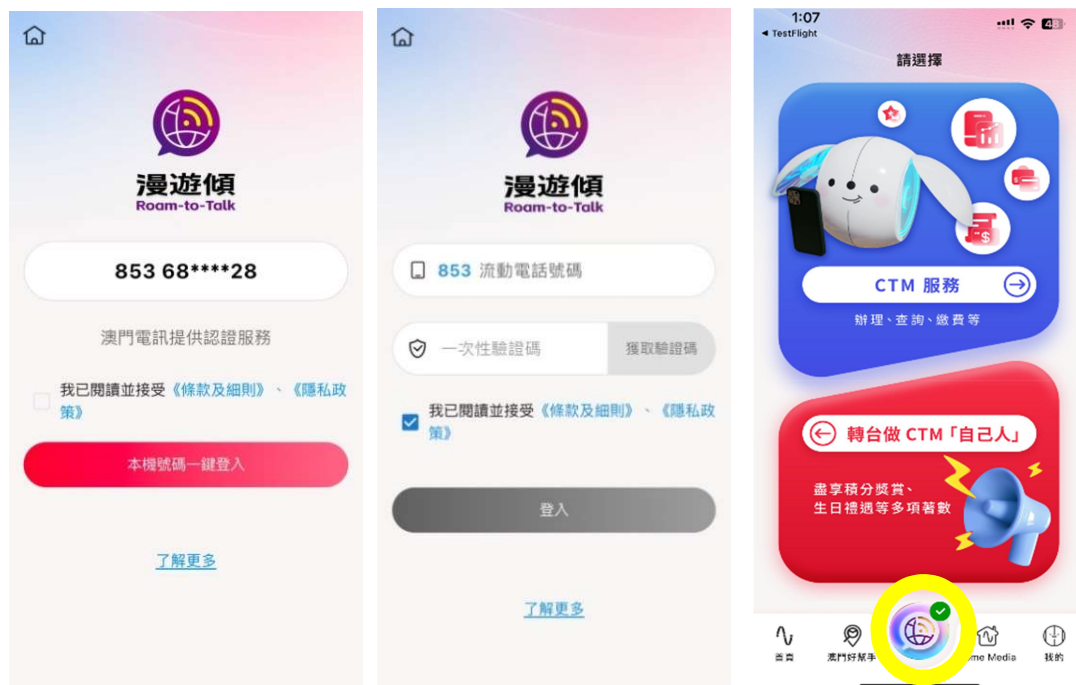 漫遊傾
Roam-to-Talk
853 68****28
澳門電訊提供認證服務
我已閱讀並接受《條款及細則》、《隱私政
策》
本機號碼一鍵登入
了解更多
漫遊傾
Roam-to-Talk
853 流動電話號碼
一次性驗證碼
獲取驗證碼
我已閱讀並接受《條款及細則》、《隱私政
策》
登入
了解更多
1:07
◀ TestFlight
48
請選擇
CTM 服務
辦理、查詢、繳費等
轉台做 CTM「自己人」
盡享積分獎賞、
生日禮遇等多項著數
首頁
澳門好幫手
ome Media
我的